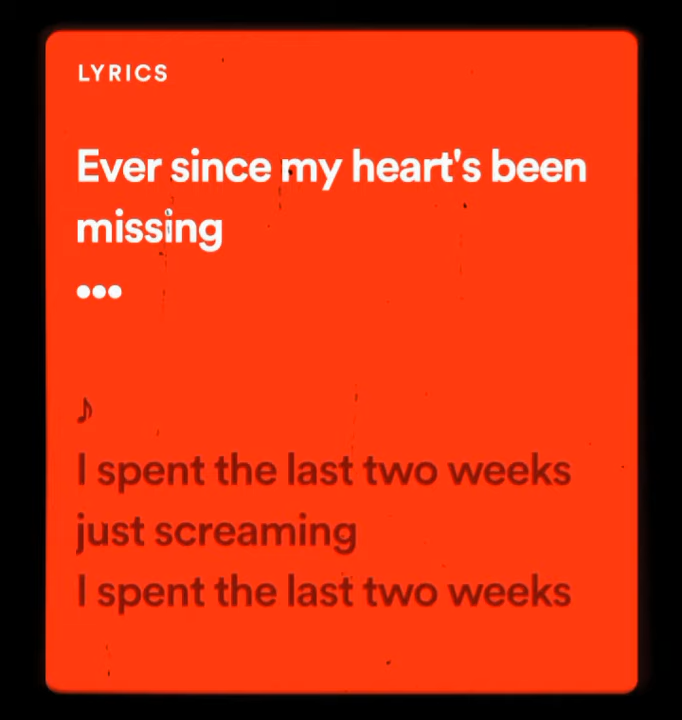 LYRICS
Ever since my heart's been
missing
•••
♪
I spent the last two weeks
just screaming
I spent the last two weeks